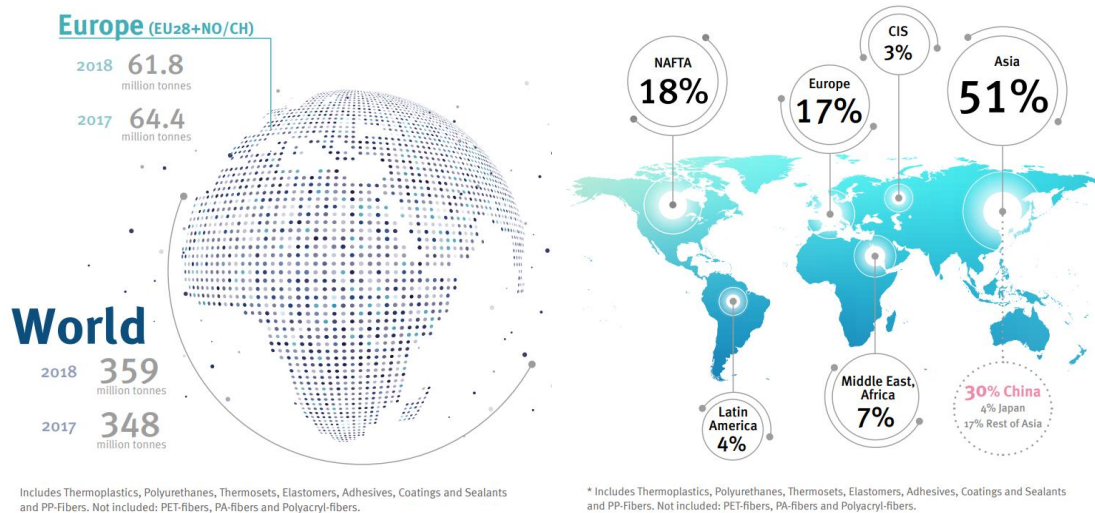 Europe (EU28+NO/CH)
2018 61.8
million tonnes
2017 64.4
million tonnes
World
2018 359
million tonnes
2017 348
million tonnes
Includes Thermoplastics, Polyurethanes, Thermosets, Elastomers, Adhesives, Coatings and Sealants
and PP-Fibers. Not included: PET-fibers, PA-fibers and Polyacryl-fibers.
NAFTA
18%
Europe
17%
CIS
3%
Asia
51%
Latin
America
4%
Middle East,
Africa
7%
30% China
4% Japan
17% Rest of Asia
* Includes Thermoplastics, Polyurethanes, Thermosets, Elastomers, Adhesives, Coatings and Sealants
and PP-Fibers. Not included: PET-fibers, PA-fibers and Polyacryl-fibers.